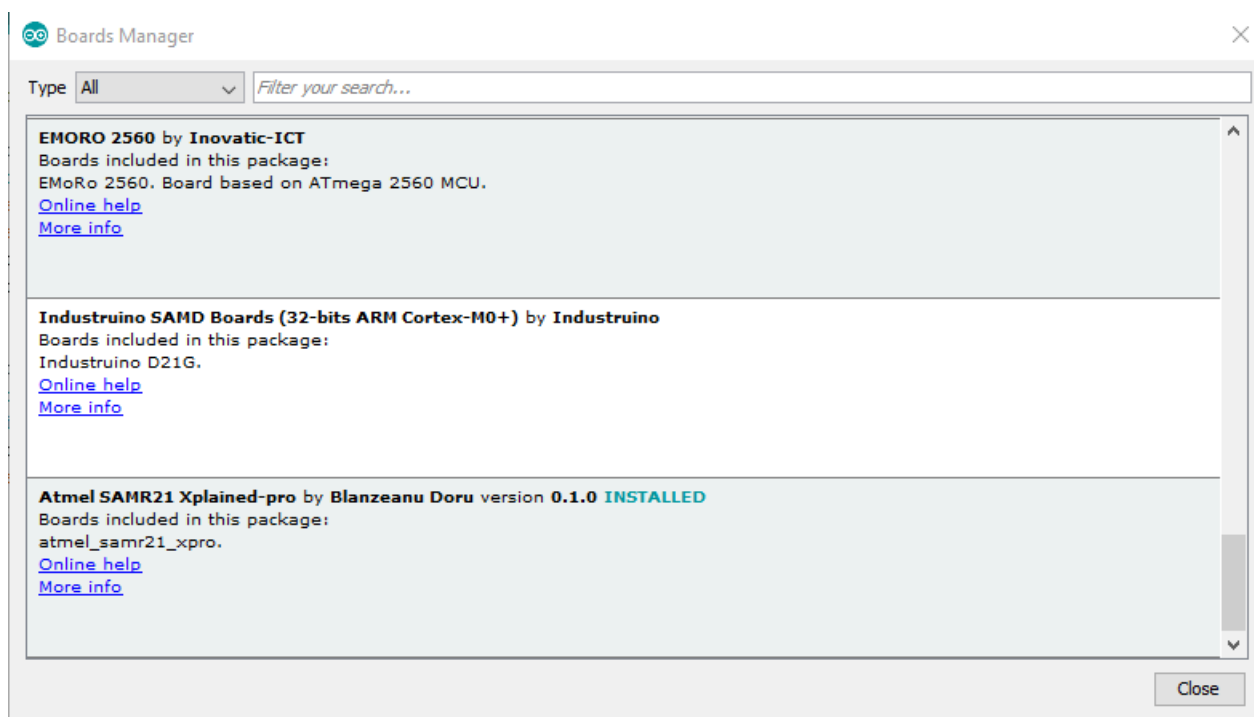 Boards Manager
Type All Filter your search...
EMORO 2560 by Inovatic-ICT
Boards included in this package:
EMoRo 2560. Board based on ATmega 2560 MCU.
Online help
More info
Industruino SAMD Boards (32-bits ARM Cortex-M0+) by Industruino
Boards included in this package:
Industruino D21G.
Online help
More info
Atmel SAMR21 Xplained-pro by Blanzeanu Doru version 0.1.0 INSTALLED
Boards included in this package:
atmel_samr21_xpro.
Online help
More info
Close